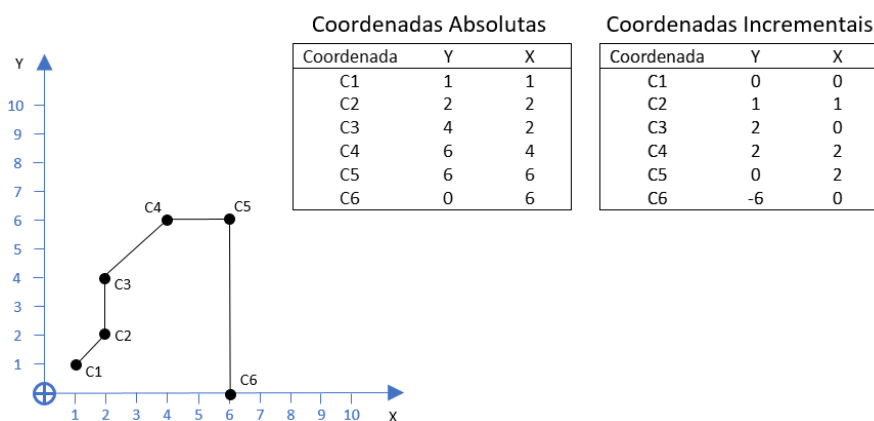 Coordenadas Absolutas
Coordenada Y X
C1 1 1
C2 2 2
C3 4 2
C4 6 4
C5 6 6
C6 0 6
Coordenadas Incrementais
Coordenada Y X
C1 0 0
C2 1 1
C3 2 0
C4 2 2
C5 0 2
C6 -6 0
Y
10
9
8
7
6
5
4
3
2
1
C4
C5
C3
C2
C1
C6
1 2 3 4 5 6 7 8 9 10
X